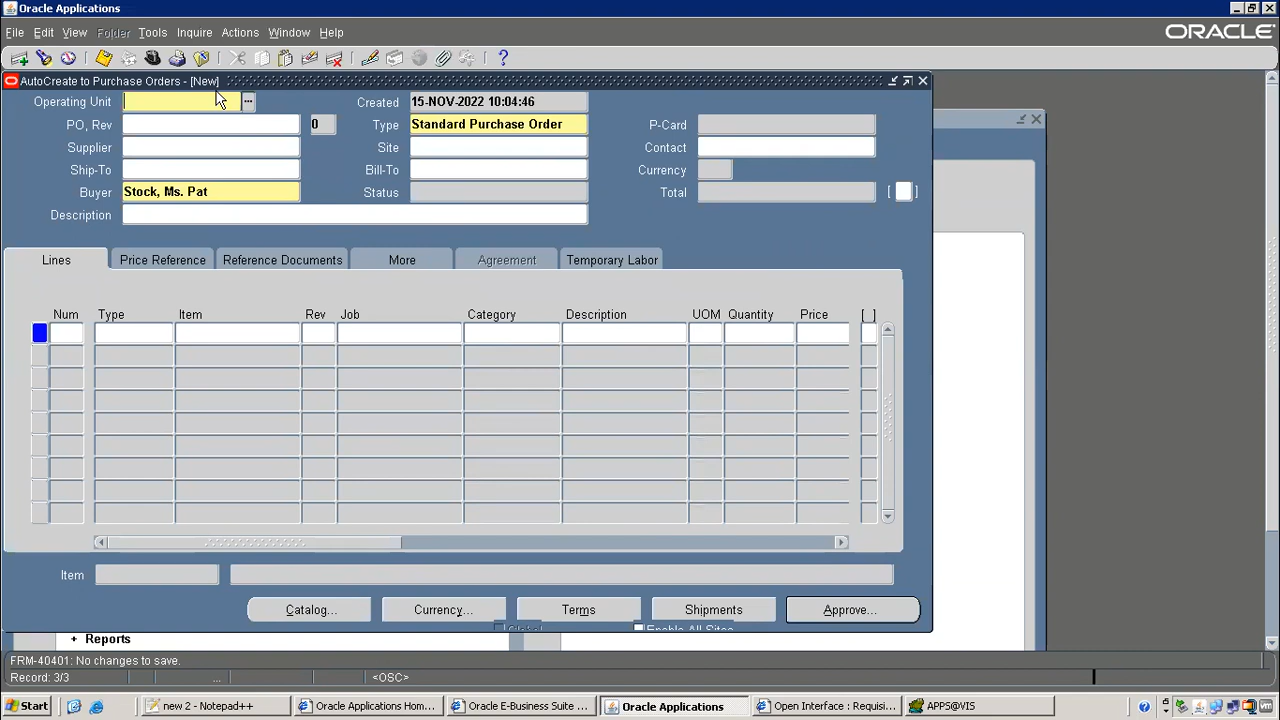 Oracle Applications
File Edit View Folder Tools Inquire Actions Window Help
ORACLE
AutoCreate to Purchase Orders - [New]
Operating Unit ... Created 15-NOV-2022 10:04:46
PO, Rev 0 Type Standard Purchase Order P-Card
Supplier Site Contact
Ship-To Bill-To Currency
Buyer Stock, Ms. Pat Status Total [ ]
Description
Lines Price Reference Reference Documents More Agreement Temporary Labor
Num Type Item Rev Job Category Description UOM Quantity Price [ ]
Item
Catalog... Currency... Terms Shipments Approve...
Global Enable All Sites
+ Reports
FRM-40401: No changes to save.
Record: 3/3 ... <OSC>
Start new 2 - Notepad++ Oracle Applications Hom... Oracle E-Business Suite ... Oracle Applications Open Interface : Requisi... APPS@VIS